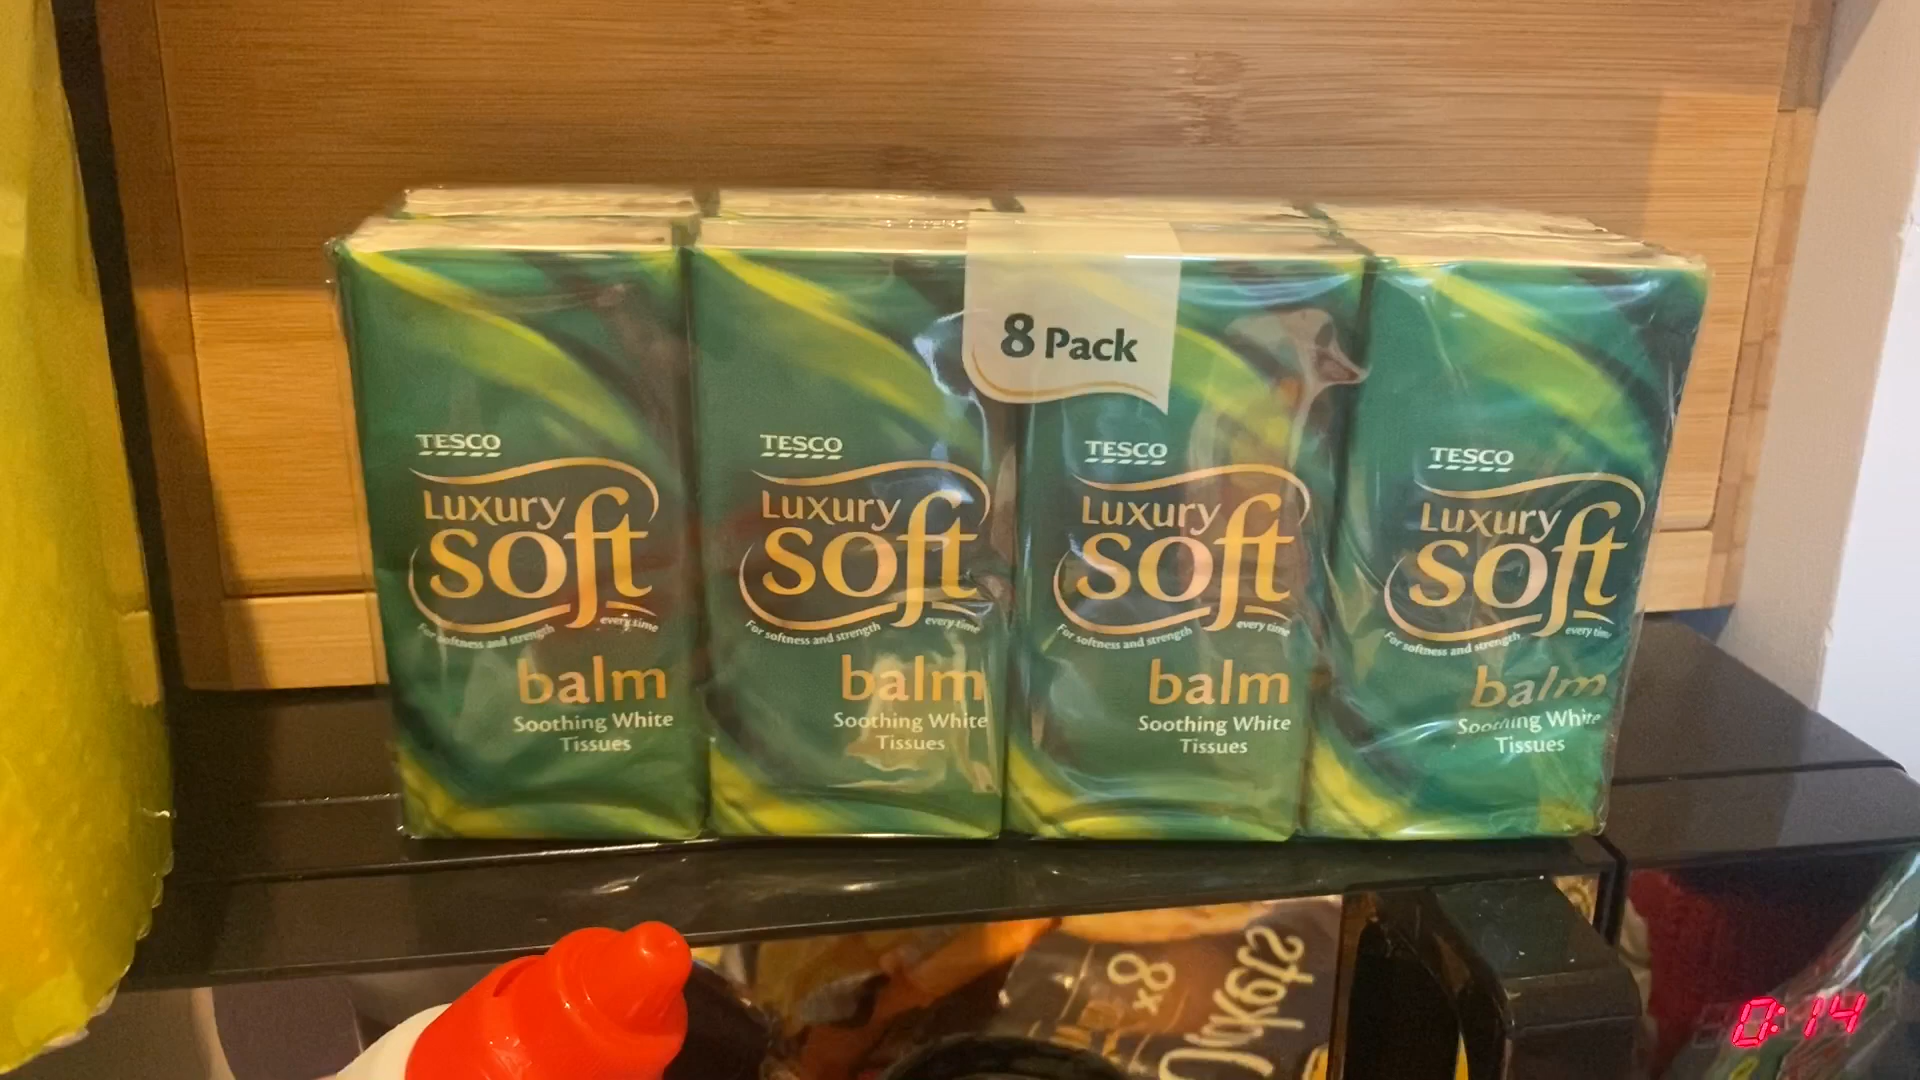 8 Pack
TESCO
Luxury
soft
For softness and strength every time
balm
Soothing White
Tissues
TESCO
Luxury
soft
For softness and strength every time
balm
Soothing White
Tissues
TESCO
Luxury
soft
For softness and strength every time
balm
Soothing White
Tissues
TESCO
Luxury
soft
For softness and strength every time
balm
Soothing White
Tissues
8x
0:14